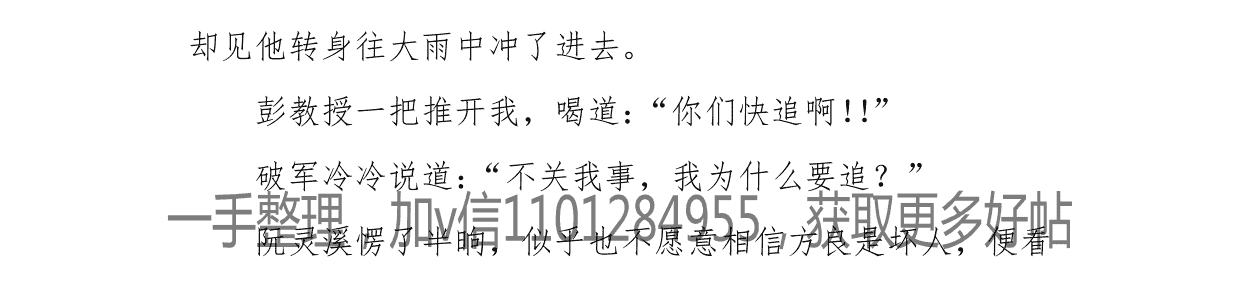 却见他转身往大雨中冲了进去。
彭教授一把推开我，喝道：“你们快追啊！！”
破军冷冷说道：“不关我事，我为什么要追？”
一手整理，加v信1101284955，获取更多好帖
阮灵溪愣了半晌，似乎也不愿意相信方良是坏人，便看